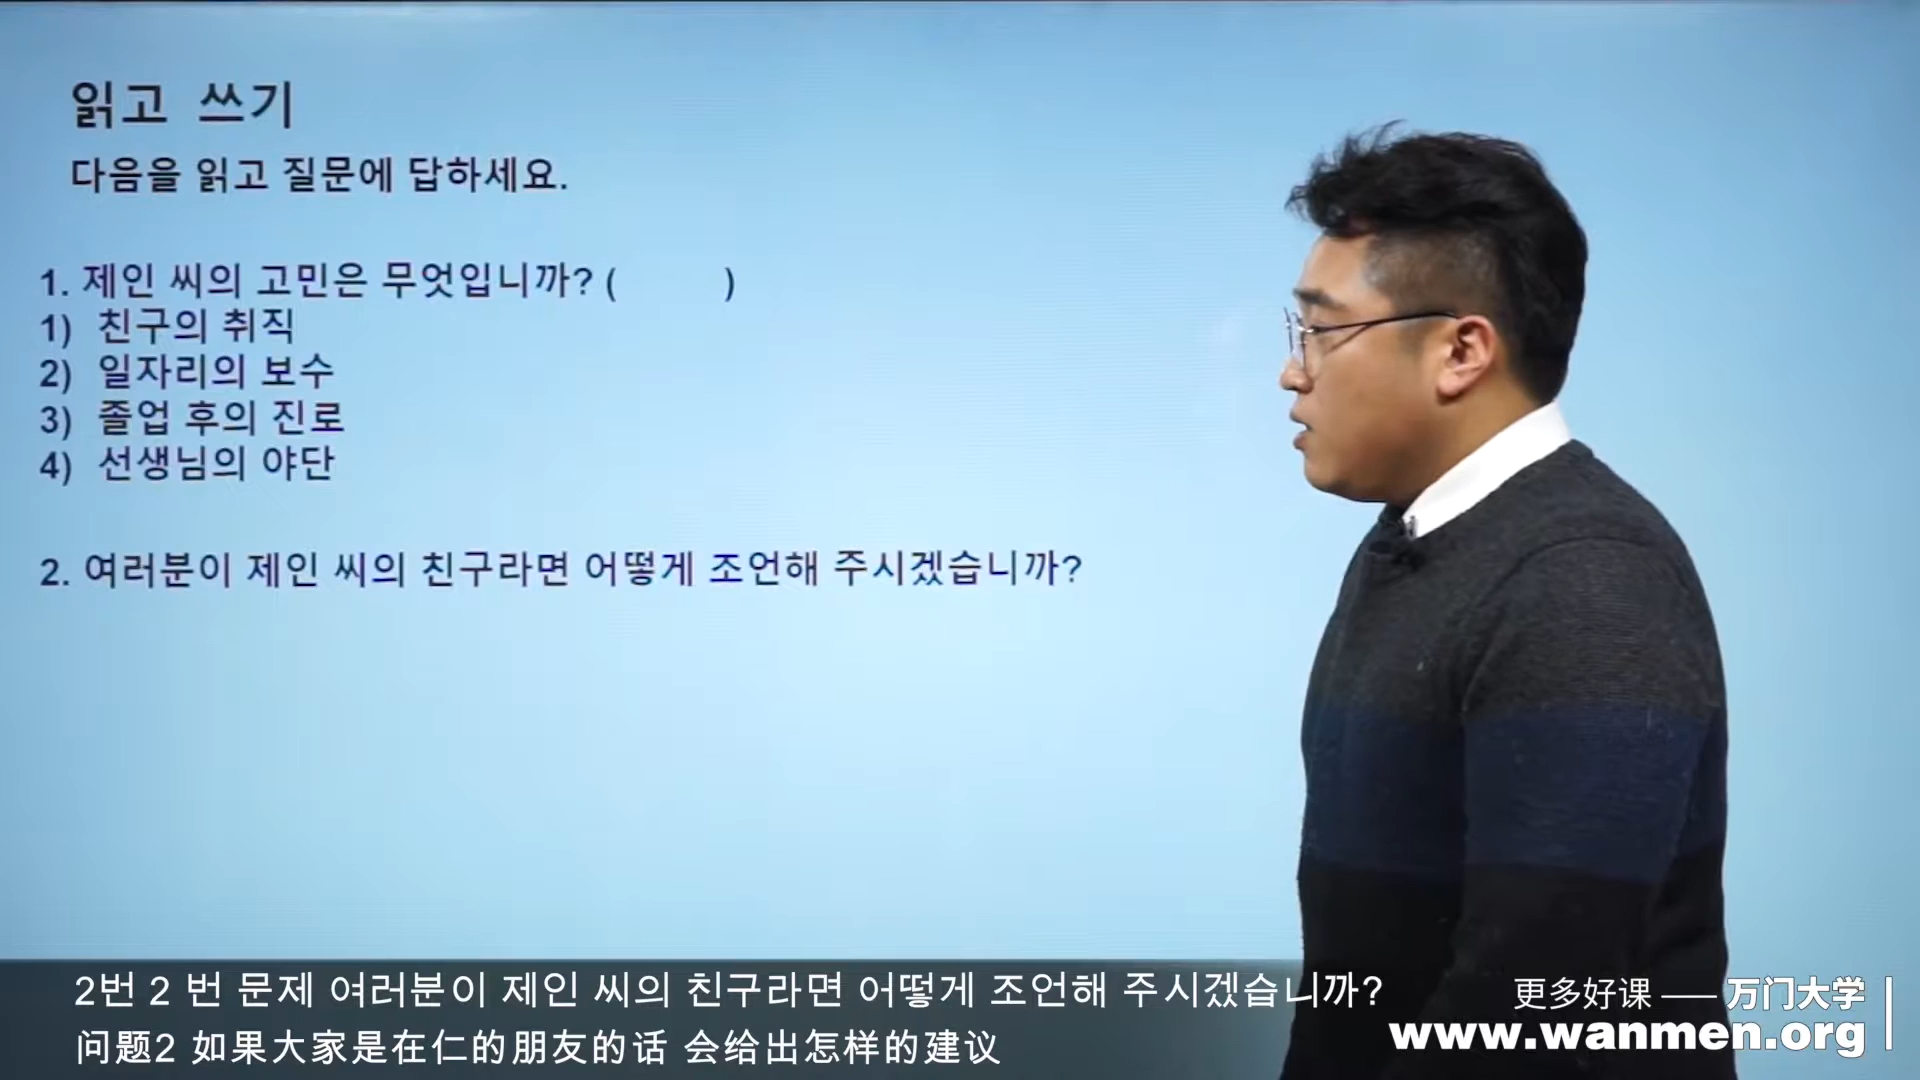 읽고 쓰기
다음을 읽고 질문에 답하세요.
1. 제인 씨의 고민은 무엇입니까? ( )
1) 친구의 취직
2) 일자리의 보수
3) 졸업 후의 진로
4) 선생님의 야단
2. 여러분이 제인 씨의 친구라면 어떻게 조언해 주시겠습니까?
2번 2 번 문제 여러분이 제인 씨의 친구라면 어떻게 조언해 주시겠습니까?
问题2 如果大家是在仁的朋友的话 会给出怎样的建议
更多好课 —— 万门大学
www.wanmen.org